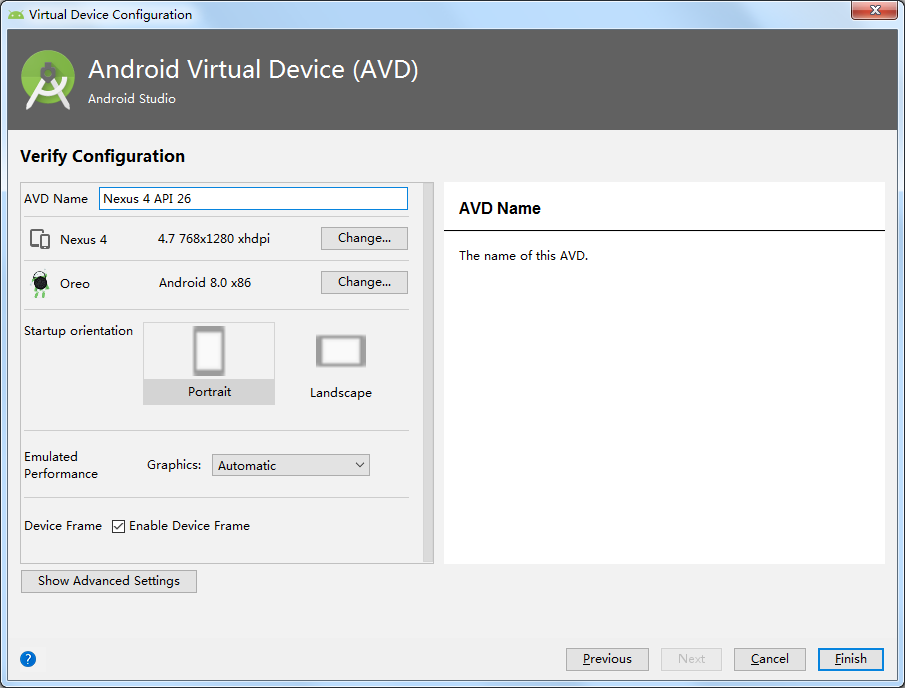 Virtual Device Configuration
Android Virtual Device (AVD)
Android Studio
Verify Configuration
AVD Name Nexus 4 API 26
Nexus 4 4.7 768x1280 xhdpi Change...
Oreo Android 8.0 x86 Change...
Startup orientation
Portrait Landscape
Emulated
Performance
Graphics: Automatic
Device Frame Enable Device Frame
Show Advanced Settings
AVD Name
The name of this AVD.
? Previous Next Cancel Finish